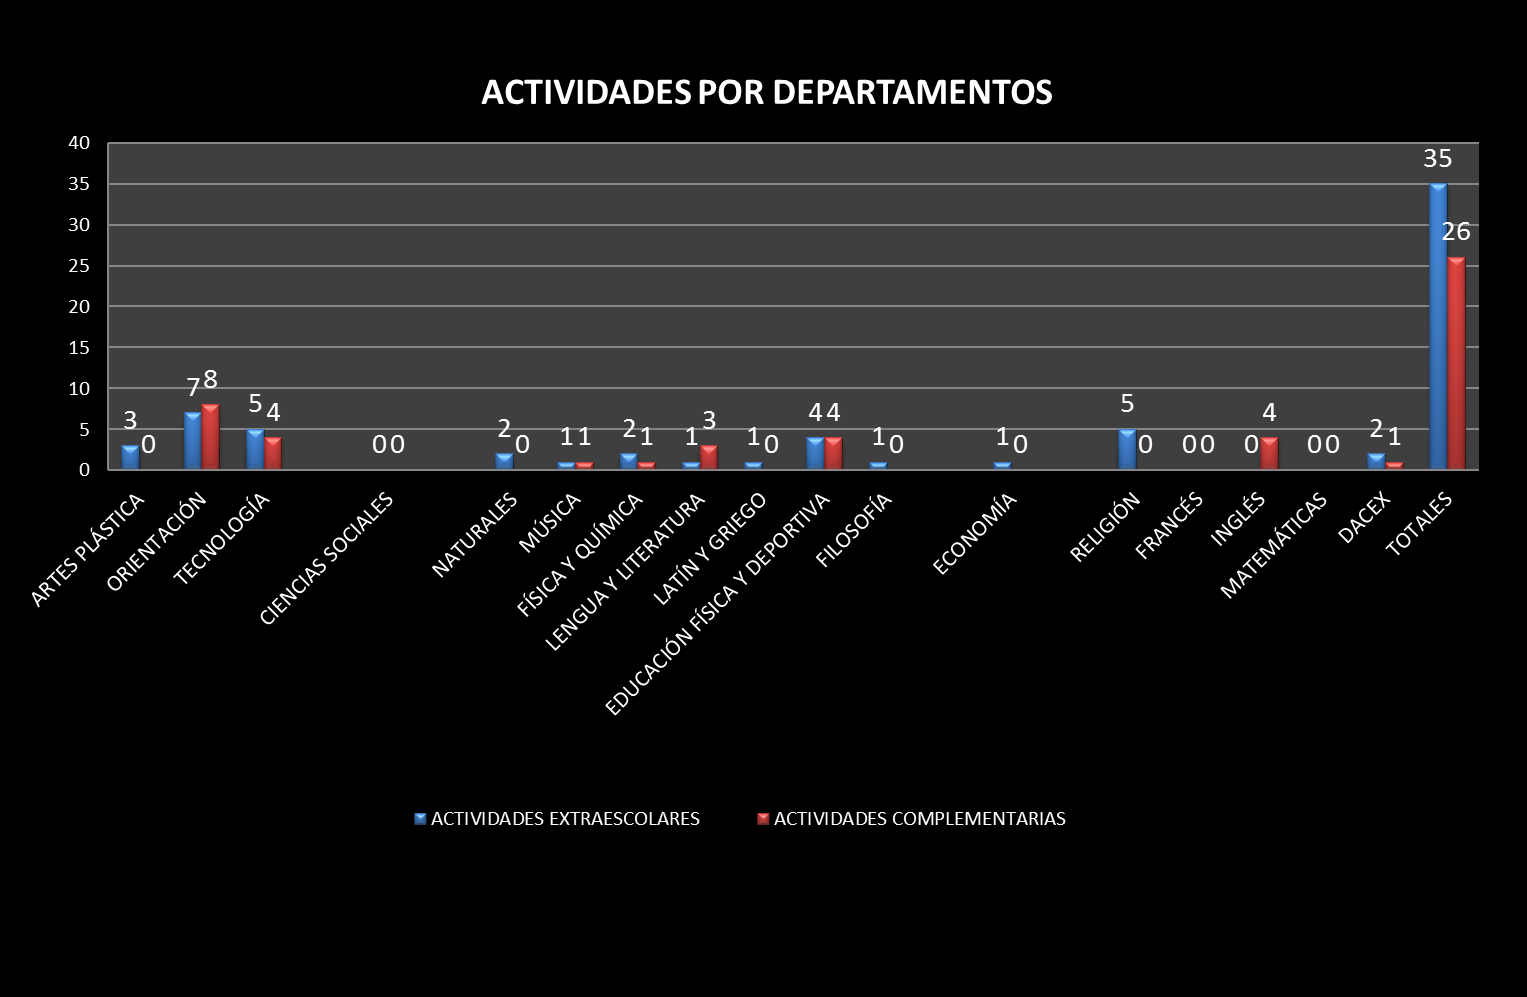 ACTIVIDADES POR DEPARTAMENTOS
40
35
30
25
20
15
10
5
0
3 0
7 8
5 4
0 0
2 0
1 1
2 1
1 3
1 0
4 4
1 0
1 0
5 0
0 0
0 4
0 0
2 1
35 26
ARTES PLÁSTICA
ORIENTACIÓN
TECNOLOGÍA
CIENCIAS SOCIALES
NATURALES
MÚSICA
FÍSICA Y QUÍMICA
LENGUA Y LITERATURA
LATÍN Y GRIEGO
EDUCACIÓN FÍSICA Y DEPORTIVA
FILOSOFÍA
ECONOMÍA
RELIGIÓN
FRANCÉS
INGLÉS
MATEMÁTICAS
DACEX
TOTALES
ACTIVIDADES EXTRAESCOLARES
ACTIVIDADES COMPLEMENTARIAS